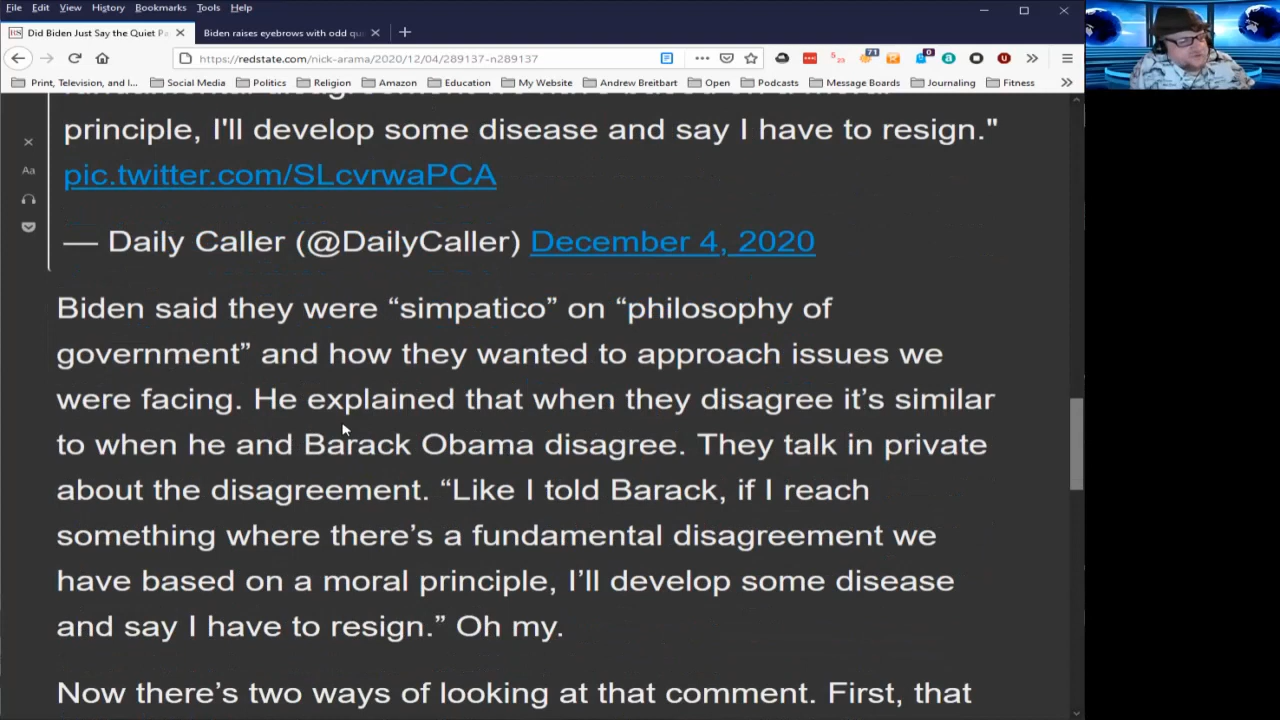 File Edit View History Bookmarks Tools Help
Did Biden Just Say the Quiet Pa
Biden raises eyebrows with odd qu
https://redstate.com/nick-arama/2020/12/04/289137-n289137
71
5
23
0
Print, Television, and I...
Social Media
Politics
Religion
Amazon
Education
My Website
Andrew Breitbart
Open
Podcasts
Message Boards
Journaling
Fitness
Aa
principle, I'll develop some disease and say I have to resign."
pic.twitter.com/SLcvrwaPCA
— Daily Caller (@DailyCaller) December 4, 2020
Biden said they were “simpatico” on “philosophy of
government” and how they wanted to approach issues we
were facing. He explained that when they disagree it’s similar
to when he and Barack Obama disagree. They talk in private
about the disagreement. “Like I told Barack, if I reach
something where there’s a fundamental disagreement we
have based on a moral principle, I’ll develop some disease
and say I have to resign.” Oh my.
Now there’s two ways of looking at that comment. First, that